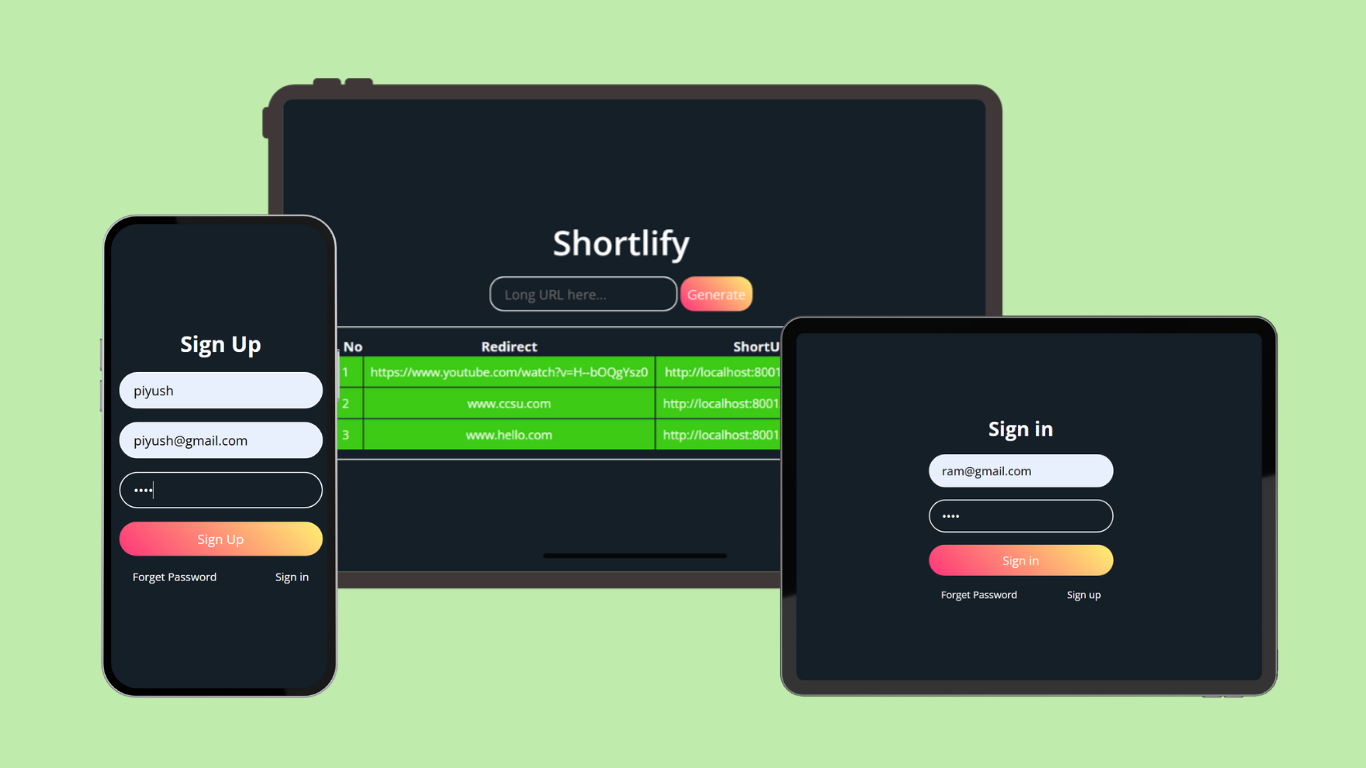 Shortlify
Long URL here...
Generate
No Redirect ShortU
1 https://www.youtube.com/watch?v=H--bOQgYsz0 http://localhost:8001
2 www.ccsu.com http://localhost:8001
3 www.hello.com http://localhost:8001
Sign Up
piyush
piyush@gmail.com
••••
Sign Up
Forget Password Sign in
Sign in
ram@gmail.com
••••
Sign in
Forget Password Sign up